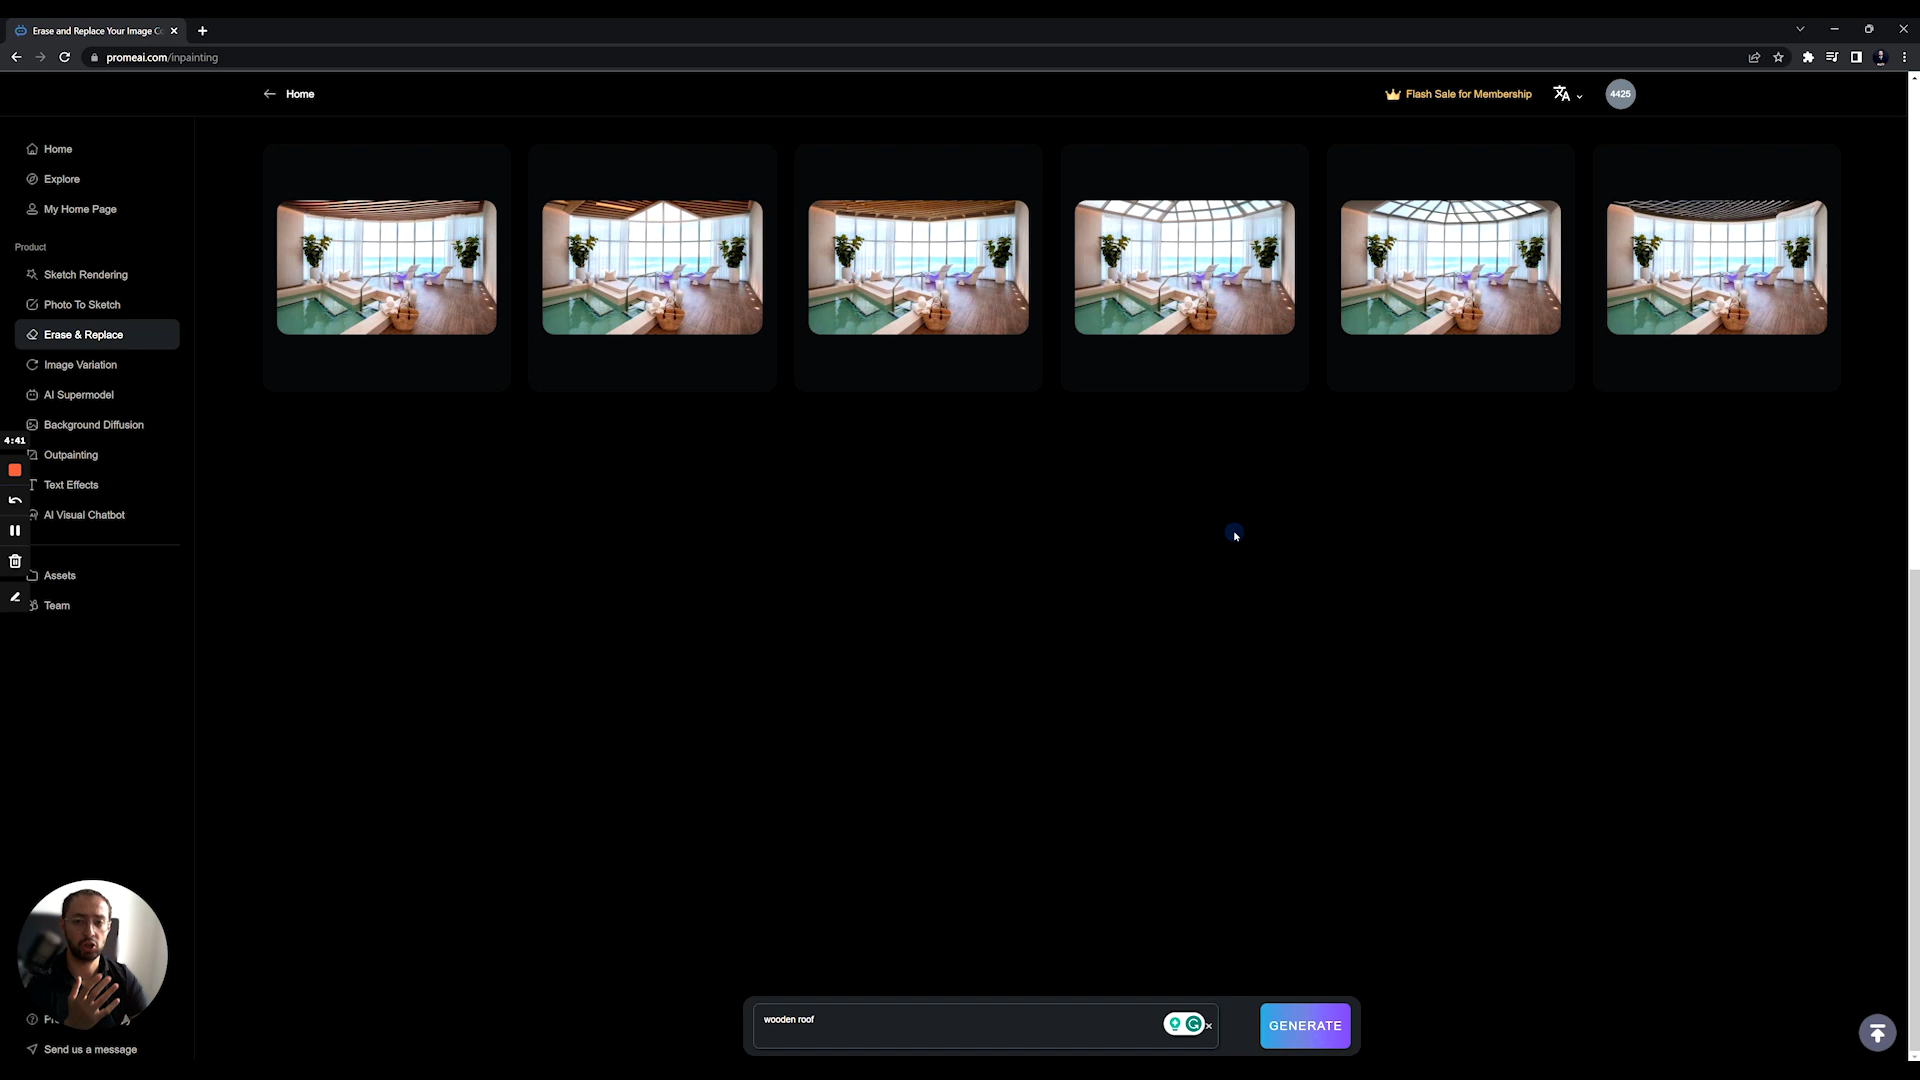 Erase and Replace Your Image Co
promeai.com/inpainting
Home
Flash Sale for Membership
4425
Home
Explore
My Home Page
Product
Sketch Rendering
Photo To Sketch
Erase & Replace
Image Variation
AI Supermodel
Background Diffusion
4:41
Outpainting
Text Effects
AI Visual Chatbot
Assets
Team
wooden roof
GENERATE
Send us a message